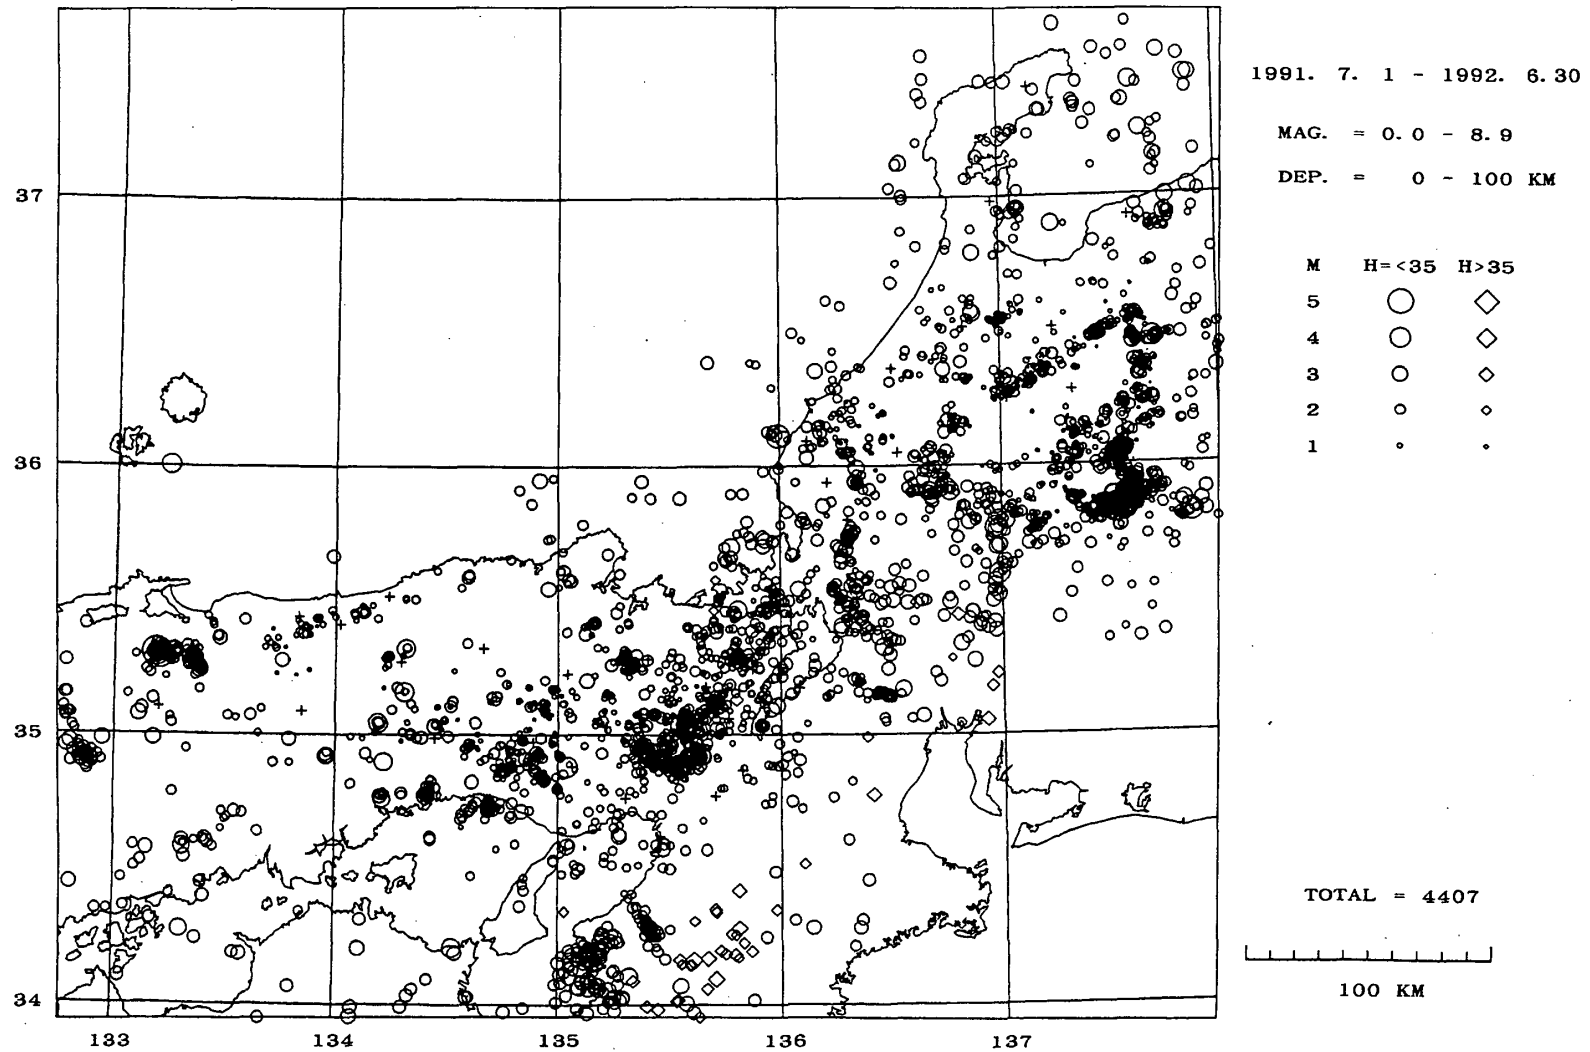 1991. 7. 1 - 1992. 6.30
MAG. = 0.0 - 8.9
DEP. = 0 - 100 KM
M H=<35 H>35
5
4
3
2
1
TOTAL = 4407
100 KM
37
36
35
34
133 134 135 136 137